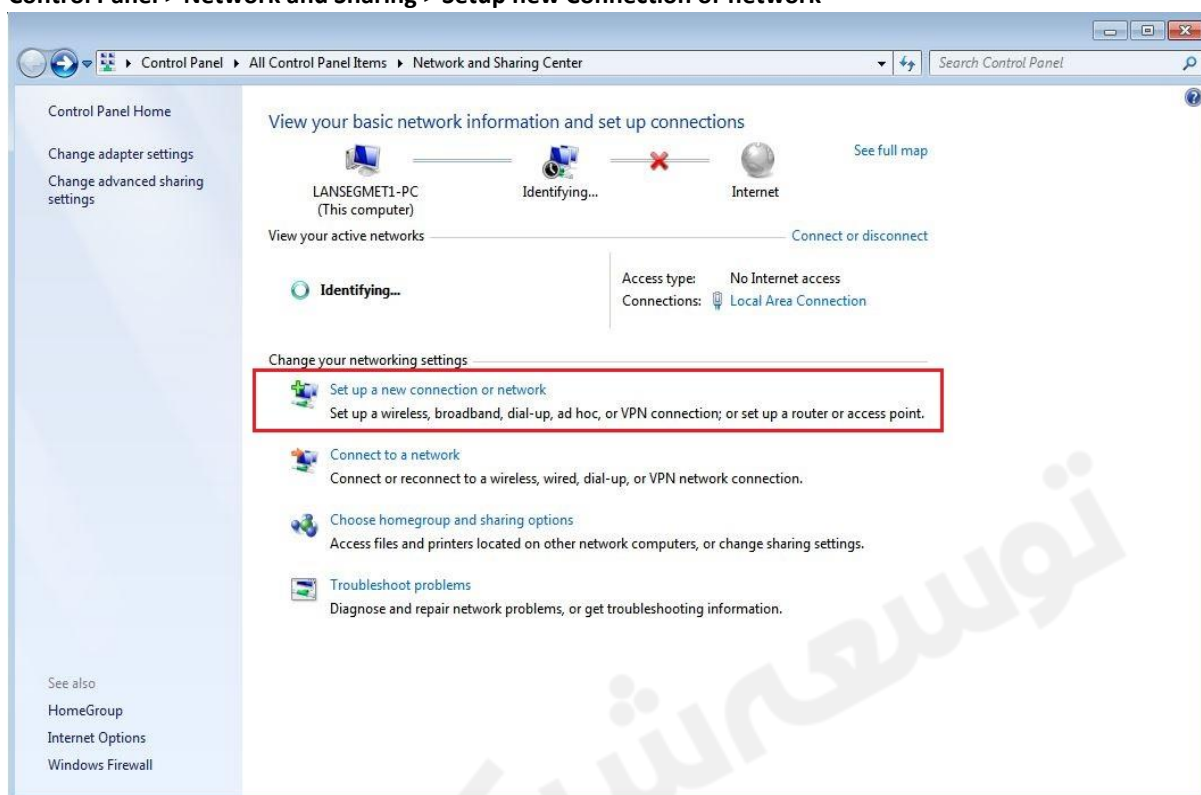 Control Panel > Network and Sharing > Setup new Connection or network
Control Panel ▸ All Control Panel Items ▸ Network and Sharing Center
Search Control Panel
Control Panel Home
Change adapter settings
Change advanced sharing
settings
View your basic network information and set up connections
See full map
LANSEGMET1-PC
(This computer)
Identifying...
Internet
View your active networks
Connect or disconnect
Identifying...
Access type: No Internet access
Connections: Local Area Connection
Change your networking settings
Set up a new connection or network
Set up a wireless, broadband, dial-up, ad hoc, or VPN connection; or set up a router or access point.
Connect to a network
Connect or reconnect to a wireless, wired, dial-up, or VPN network connection.
Choose homegroup and sharing options
Access files and printers located on other network computers, or change sharing settings.
Troubleshoot problems
Diagnose and repair network problems, or get troubleshooting information.
See also
HomeGroup
Internet Options
Windows Firewall
توسعه